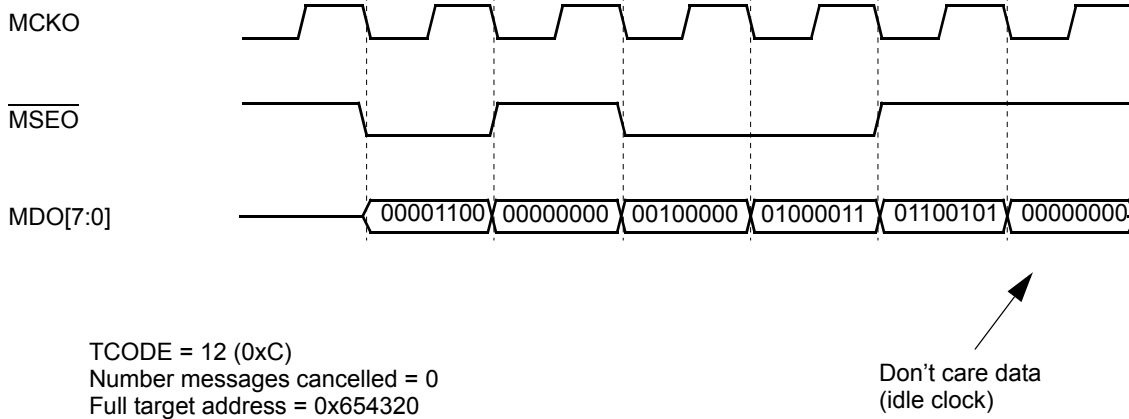 MCKO
MSEO
MDO[7:0]
00001100 00000000 00100000 01000011 01100101 00000000
TCODE = 12 (0xC)
Number messages cancelled = 0
Full target address = 0x654320
Don't care data
(idle clock)